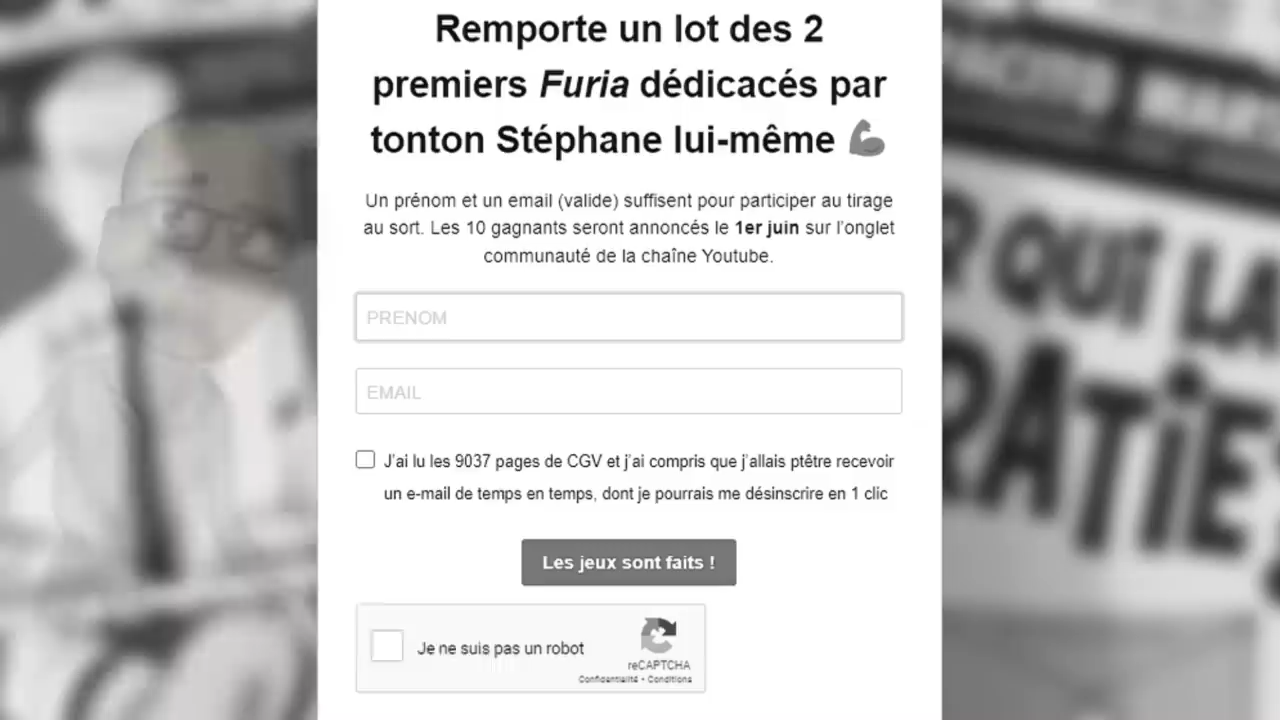 Remporte un lot des 2
premiers Furia dédicacés par
tonton Stéphane lui-même 💪
Un prénom et un email (valide) suffisent pour participer au tirage
au sort. Les 10 gagnants seront annoncés le 1er juin sur l'onglet
communauté de la chaîne Youtube.
PRENOM
EMAIL
J'ai lu les 9037 pages de CGV et j'ai compris que j'allais ptêtre recevoir
un e-mail de temps en temps, dont je pourrais me désinscrire en 1 clic
Les jeux sont faits !
Je ne suis pas un robot
reCAPTCHA
Confidentialité - Conditions
QUI LA